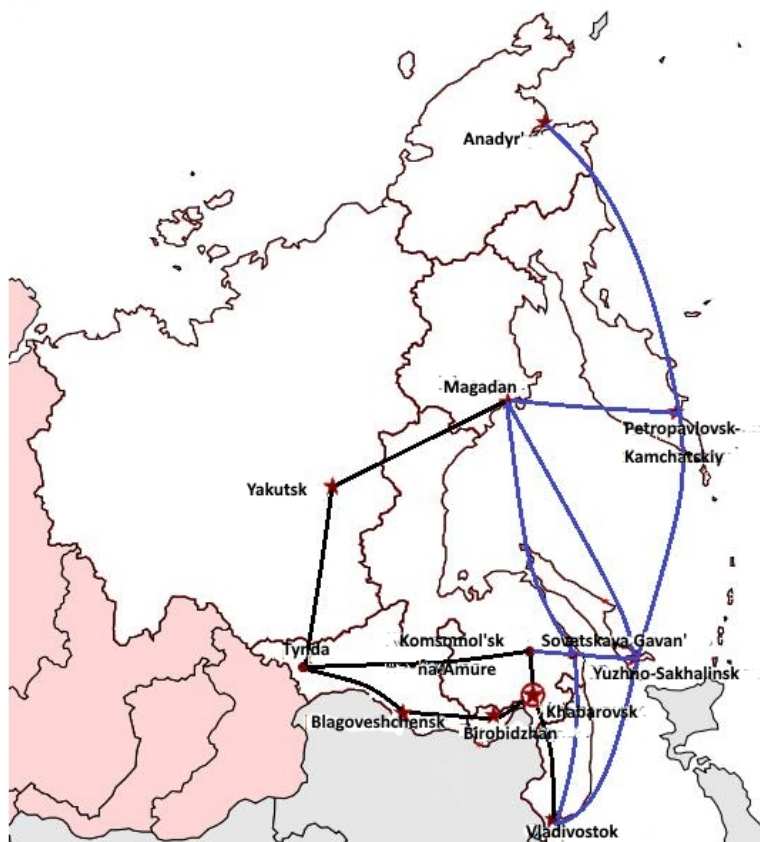 Anadyr'
Magadan
Petropavlovsk-
Kamchatskiy
Yakutsk
Tynda
Komsomol'sk
na-Amure
Sovetskaya Gavan'
Yuzhno-Sakhalinsk
Blagoveshchensk
Birobidzhan
Khabarovsk
Vladivostok